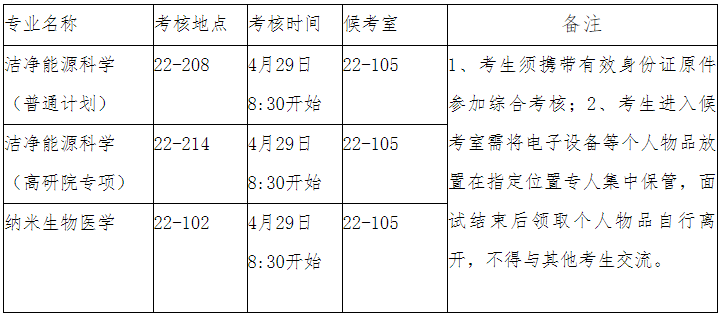 专业名称 考核地点 考核时间 候考室 备注
洁净能源科学
（普通计划）
22-208
4月29日
8:30开始
22-105
洁净能源科学
（高研院专项）
22-214
4月29日
8:30开始
22-105
纳米生物医学
22-102
4月29日
8:30开始
22-105
1、考生须携带有效身份证原件
参加综合考核；2、考生进入候
考室需将电子设备等个人物品放
置在指定位置专人集中保管，面
试结束后领取个人物品自行离
开，不得与其他考生交流。